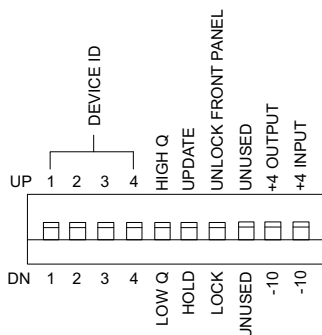 DEVICE ID
UP 1 2 3 4 HIGH Q UPDATE UNLOCK FRONT PANEL UNUSED +4 OUTPUT +4 INPUT
DN 1 2 3 4 LOW Q HOLD LOCK UNUSED -10 -10